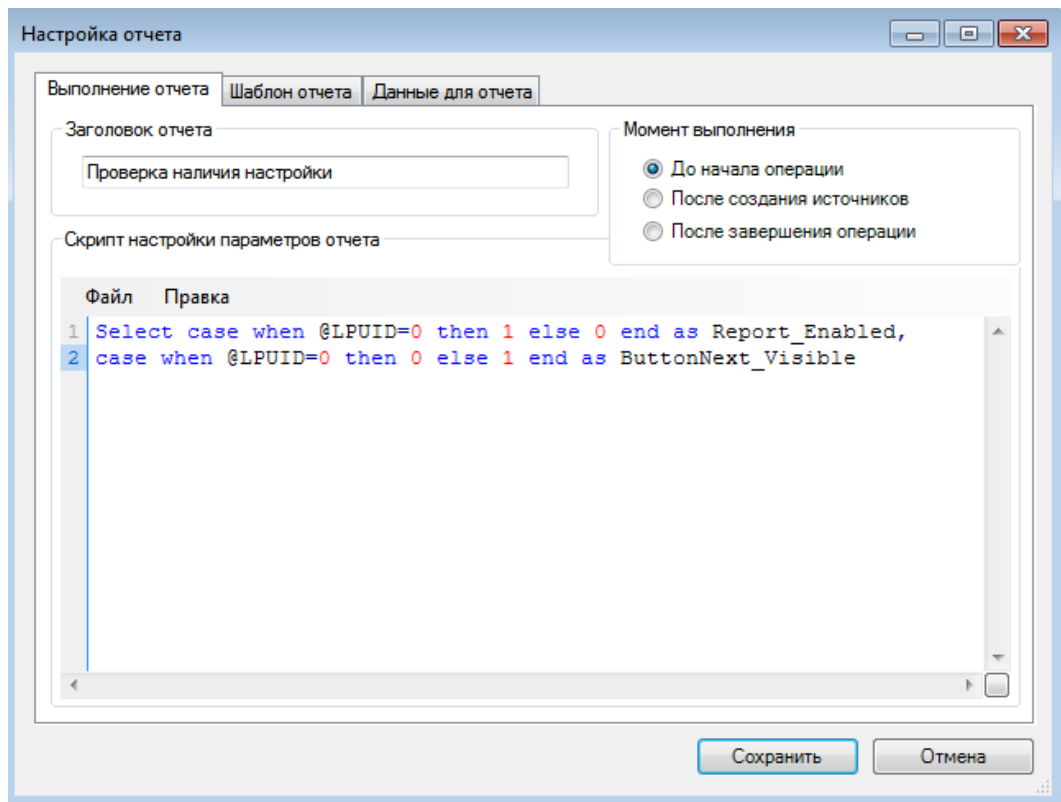 Настройка отчета
Выполнение отчета Шаблон отчета Данные для отчета
Заголовок отчета
Проверка наличия настройки
Момент выполнения
До начала операции
После создания источников
После завершения операции
Скрипт настройки параметров отчета
Файл Правка
1 Select case when @LPUID=0 then 1 else 0 end as Report_Enabled,
2 case when @LPUID=0 then 0 else 1 end as ButtonNext_Visible
Сохранить Отмена